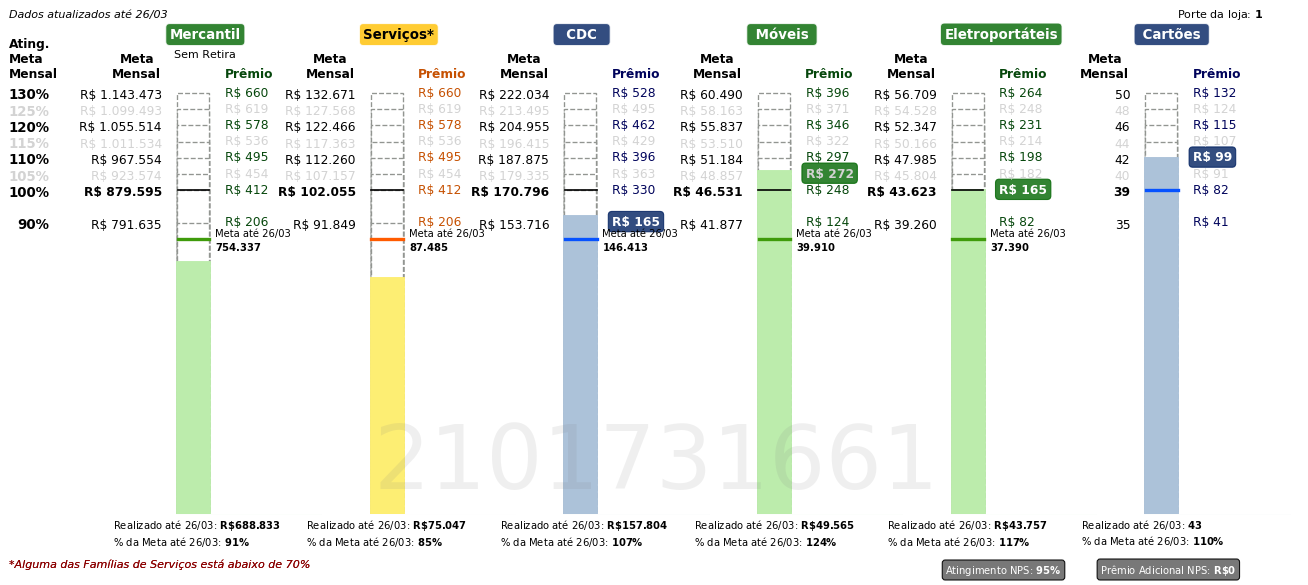 Dados atualizados até 26/03
Porte da loja: 1
Mercantil Serviços* CDC Móveis Eletroportáteis Cartões
Sem Retira
Ating. Meta Mensal
Meta Mensal Prêmio Meta Mensal Prêmio Meta Mensal Prêmio Meta Mensal Prêmio Meta Mensal Prêmio Meta Mensal Prêmio
130% R$ 1.143.473 R$ 660 R$ 132.671 R$ 660 R$ 222.034 R$ 528 R$ 60.490 R$ 396 R$ 56.709 R$ 264 50 R$ 132
125% R$ 1.099.493 R$ 619 R$ 127.568 R$ 619 R$ 213.495 R$ 495 R$ 58.163 R$ 371 R$ 54.528 R$ 248 48 R$ 124
120% R$ 1.055.514 R$ 578 R$ 122.466 R$ 578 R$ 204.955 R$ 462 R$ 55.837 R$ 346 R$ 52.347 R$ 231 46 R$ 115
115% R$ 1.011.534 R$ 536 R$ 117.363 R$ 536 R$ 196.415 R$ 429 R$ 53.510 R$ 322 R$ 50.166 R$ 214 44 R$ 107
110% R$ 967.554 R$ 495 R$ 112.260 R$ 495 R$ 187.875 R$ 396 R$ 51.184 R$ 297 R$ 47.985 R$ 198 42 R$ 99
105% R$ 923.574 R$ 454 R$ 107.157 R$ 454 R$ 179.335 R$ 363 R$ 48.857 R$ 272 R$ 45.804 R$ 182 40 R$ 91
100% R$ 879.595 R$ 412 R$ 102.055 R$ 412 R$ 170.796 R$ 330 R$ 46.531 R$ 248 R$ 43.623 R$ 165 39 R$ 82
90% R$ 791.635 R$ 206 R$ 91.849 R$ 206 R$ 153.716 R$ 165 R$ 41.877 R$ 124 R$ 39.260 R$ 82 35 R$ 41
Meta até 26/03 Meta até 26/03 Meta até 26/03 Meta até 26/03 Meta até 26/03
754.337 87.485 146.413 39.910 37.390
2101731661
Realizado até 26/03: R$688.833 Realizado até 26/03: R$75.047 Realizado até 26/03: R$157.804 Realizado até 26/03: R$49.565 Realizado até 26/03: R$43.757 Realizado até 26/03: 43
% da Meta até 26/03: 91% % da Meta até 26/03: 85% % da Meta até 26/03: 107% % da Meta até 26/03: 124% % da Meta até 26/03: 117% % da Meta até 26/03: 110%
*Alguma das Famílias de Serviços está abaixo de 70%
Atingimento NPS: 95% Prêmio Adicional NPS: R$0